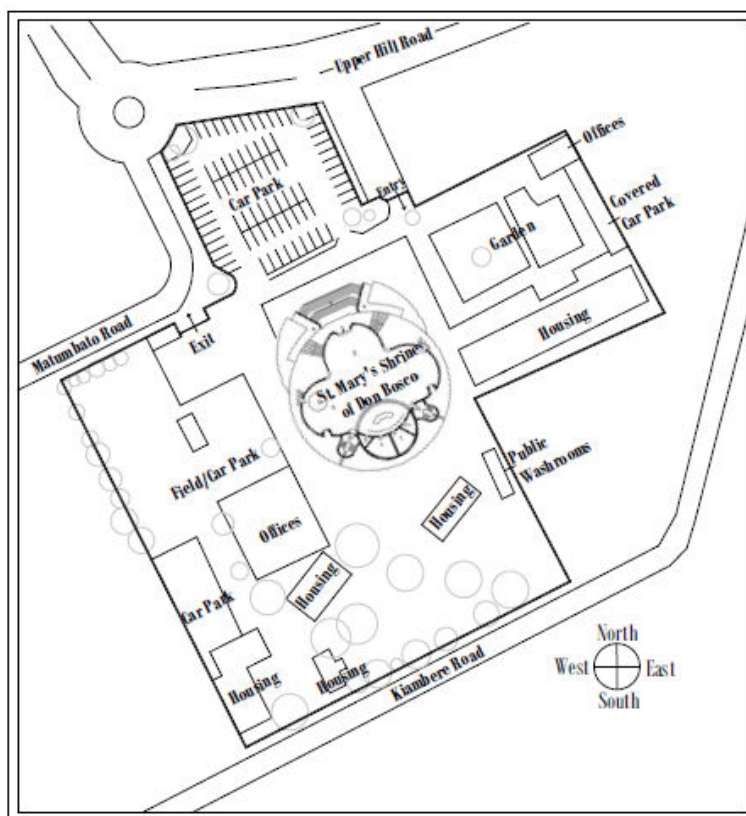 Upper Hill Road
Offices
Car Park
Entry
Covered
Car Park
Garden
Matumbato Road
Exit
Housing
St. Mary's Shrine
of Don Bosco
Public
Washrooms
Field/Car Park
Housing
Offices
Housing
Car Park
Housing
Housing
Kiambere Road
North
West
East
South